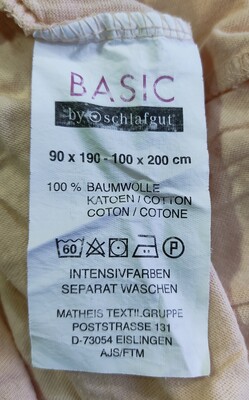 BASIC
by schlafgut
90 x 190 - 100 x 200 cm
100 % BAUMWOLLE
KATOEN / COTTON
COTON / COTONE
60 P
INTENSIVFARBEN
SEPARAT WASCHEN
MATHEIS TEXTIL.GRUPPE
POSTSTRASSE 131
D-73054 EISLINGEN
AJS/FTM